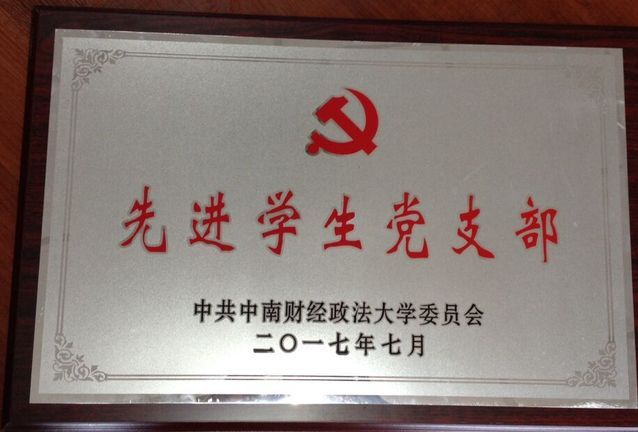 先进学生党支部
中共中南财经政法大学委员会
二〇一七年七月